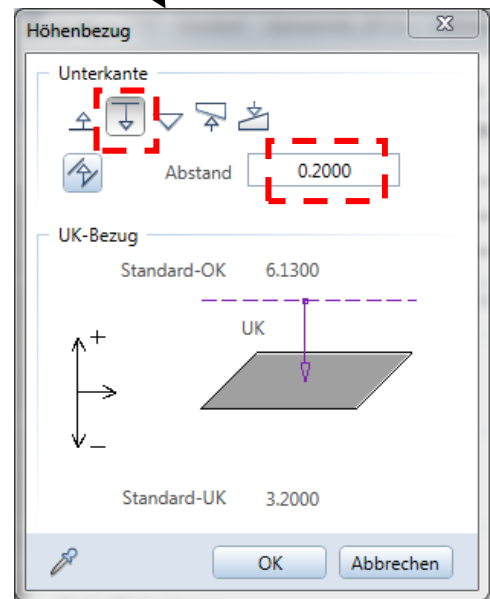 Höhenbezug
Unterkante
Abstand 0.2000
UK-Bezug
Standard-OK 6.1300
UK
+
−
Standard-UK 3.2000
OK Abbrechen